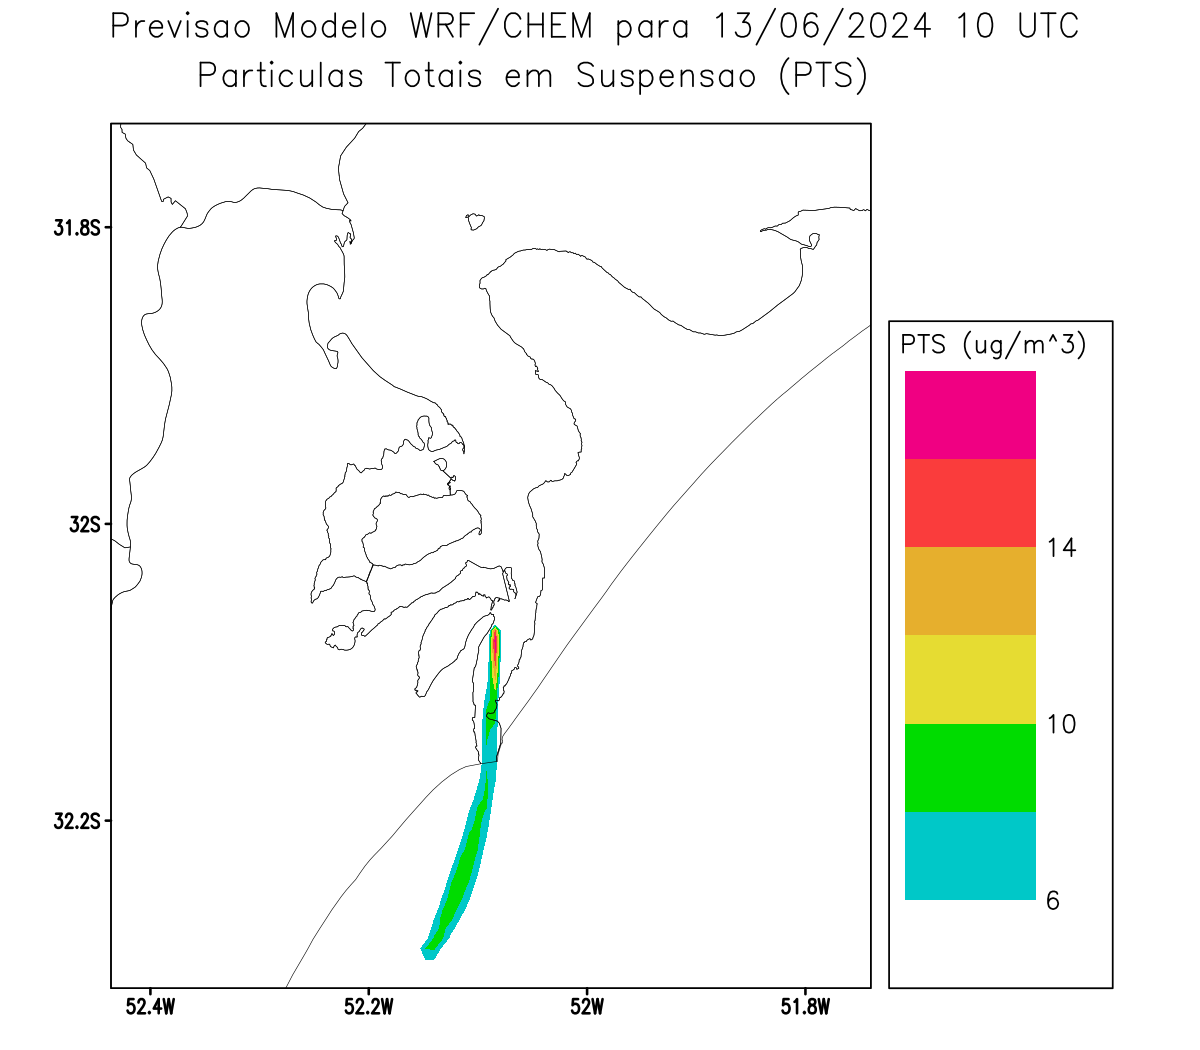 Previsao Modelo WRF/CHEM para 13/06/2024 10 UTC
Particulas Totais em Suspensao (PTS)
31.8S
32S
32.2S
52.4W
52.2W
52W
51.8W
PTS (ug/m^3)
14
10
6